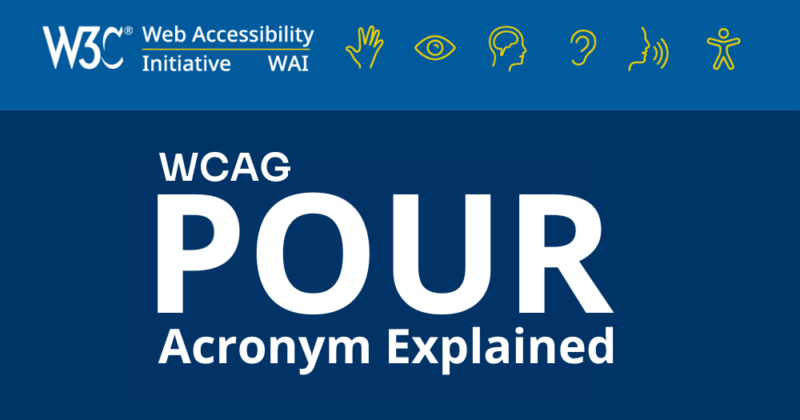 W3C® Web Accessibility
Initiative WAI
WCAG
POUR
Acronym Explained